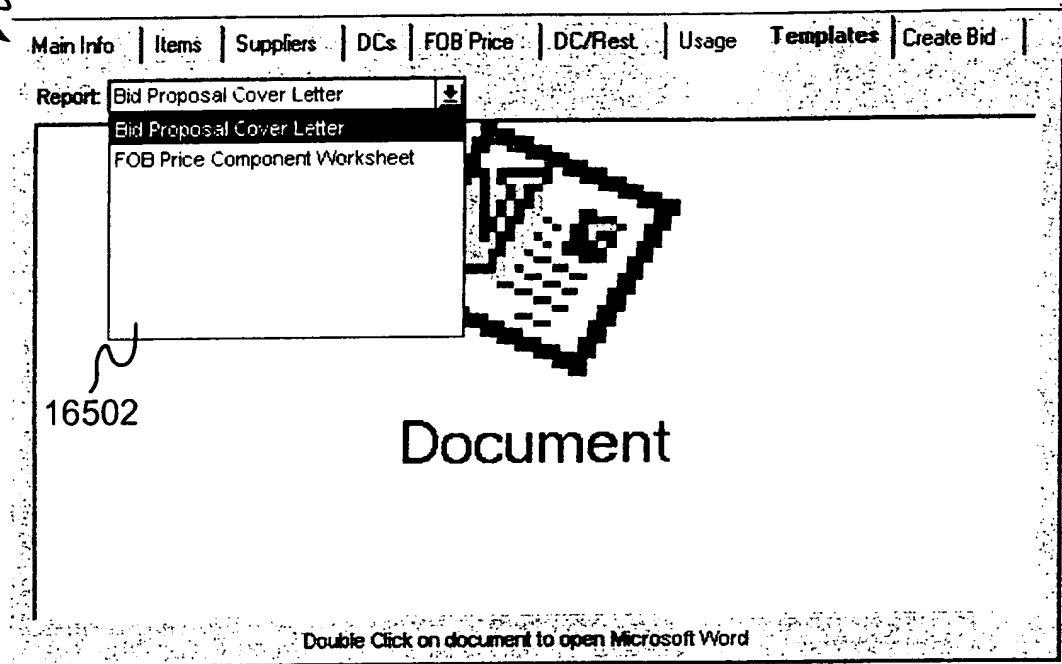 Main Info Items Suppliers DCs FOB Price DC/Rest. Usage Templates Create Bid
Report: Bid Proposal Cover Letter
Bid Proposal Cover Letter
FOB Price Component Worksheet
16502
Document
Double Click on document to open Microsoft Word